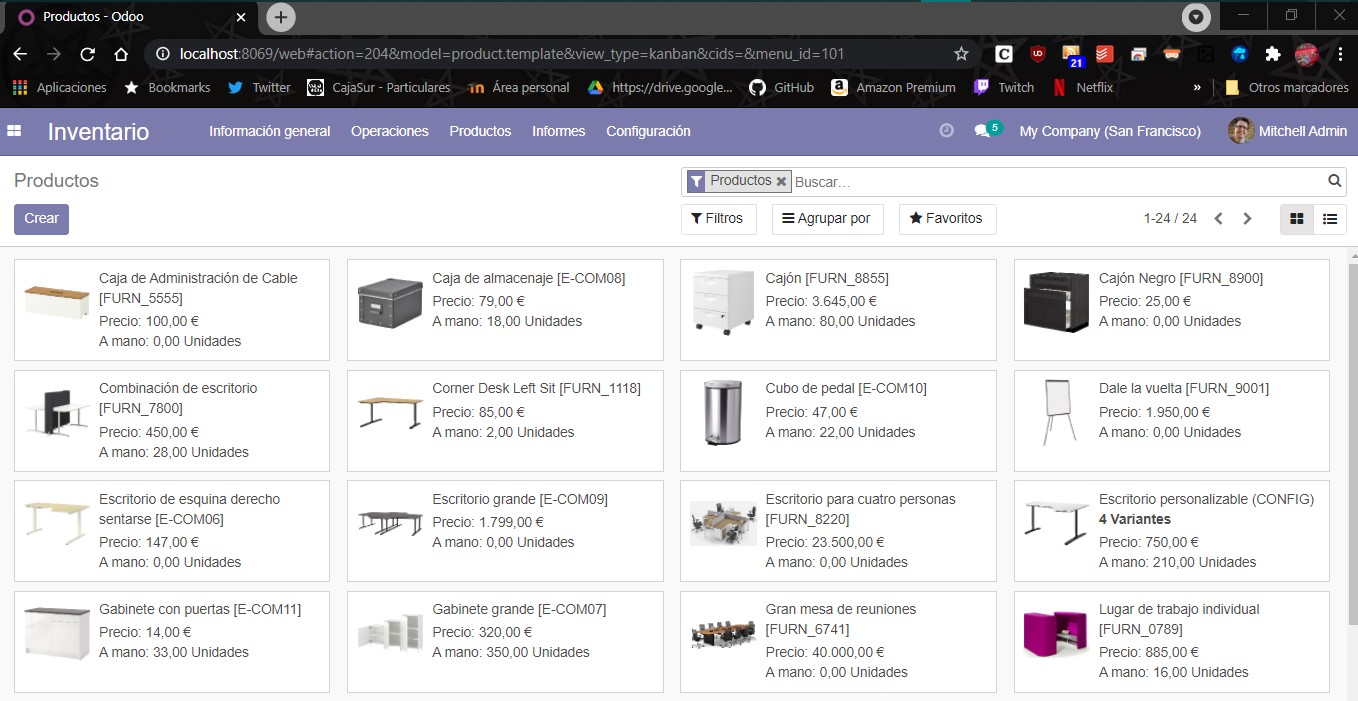 Productos - Odoo
localhost:8069/web#action=204&model=product.template&view_type=kanban&cids=&menu_id=101
21
Aplicaciones Bookmarks Twitter CajaSur - Particulares Área personal https://drive.google... GitHub Amazon Premium Twitch Netflix » Otros marcadores
Inventario Información general Operaciones Productos Informes Configuración 5 My Company (San Francisco) Mitchell Admin
Productos
Productos Buscar...
Crear
Filtros Agrupar por Favoritos 1-24 / 24
Caja de Administración de Cable
[FURN_5555]
Precio: 100,00 €
A mano: 0,00 Unidades
Caja de almacenaje [E-COM08]
Precio: 79,00 €
A mano: 18,00 Unidades
Cajón [FURN_8855]
Precio: 3.645,00 €
A mano: 80,00 Unidades
Cajón Negro [FURN_8900]
Precio: 25,00 €
A mano: 0,00 Unidades
Combinación de escritorio
[FURN_7800]
Precio: 450,00 €
A mano: 28,00 Unidades
Corner Desk Left Sit [FURN_1118]
Precio: 85,00 €
A mano: 2,00 Unidades
Cubo de pedal [E-COM10]
Precio: 47,00 €
A mano: 22,00 Unidades
Dale la vuelta [FURN_9001]
Precio: 1.950,00 €
A mano: 0,00 Unidades
Escritorio de esquina derecho
sentarse [E-COM06]
Precio: 147,00 €
A mano: 0,00 Unidades
Escritorio grande [E-COM09]
Precio: 1.799,00 €
A mano: 0,00 Unidades
Escritorio para cuatro personas
[FURN_8220]
Precio: 23.500,00 €
A mano: 0,00 Unidades
Escritorio personalizable (CONFIG)
4 Variantes
Precio: 750,00 €
A mano: 210,00 Unidades
Gabinete con puertas [E-COM11]
Precio: 14,00 €
A mano: 33,00 Unidades
Gabinete grande [E-COM07]
Precio: 320,00 €
A mano: 350,00 Unidades
Gran mesa de reuniones
[FURN_6741]
Precio: 40.000,00 €
A mano: 0,00 Unidades
Lugar de trabajo individual
[FURN_0789]
Precio: 885,00 €
A mano: 16,00 Unidades